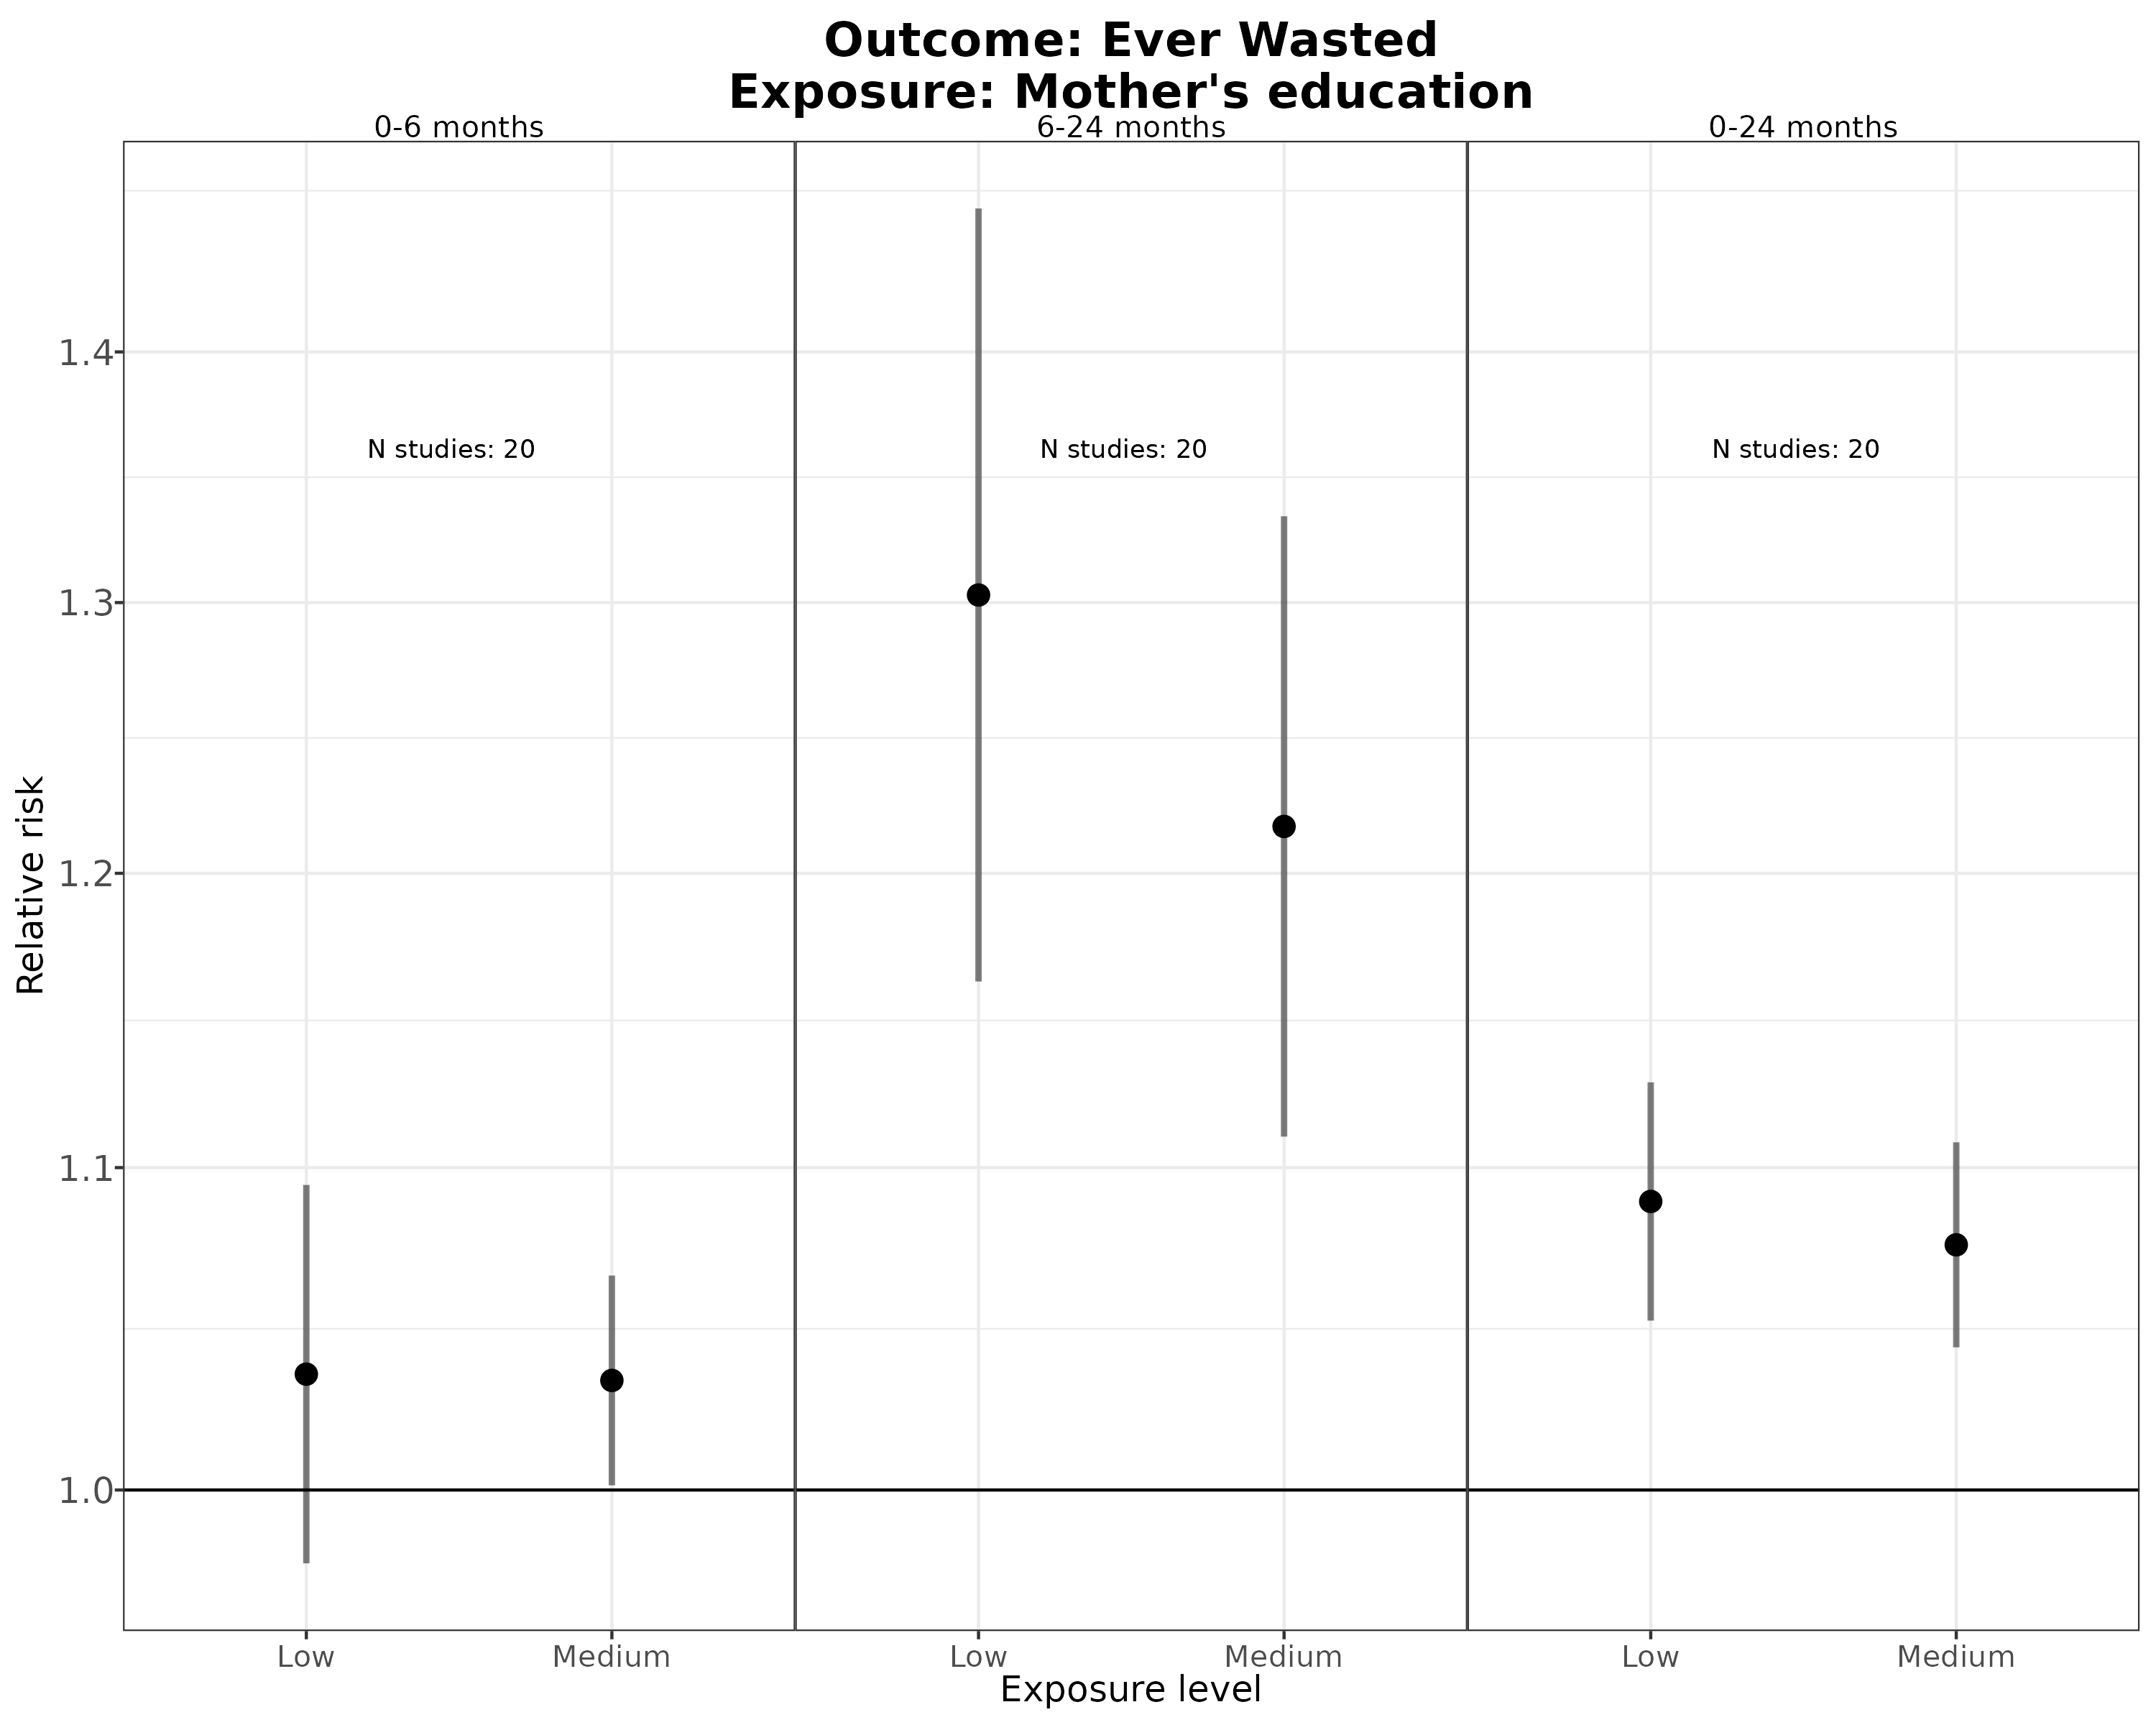 Outcome: Ever Wasted
Exposure: Mother's education
0-6 months
6-24 months
0-24 months
N studies: 20
N studies: 20
N studies: 20
Relative risk
1.4
1.3
1.2
1.1
1.0
Low
Medium
Low
Medium
Low
Medium
Exposure level